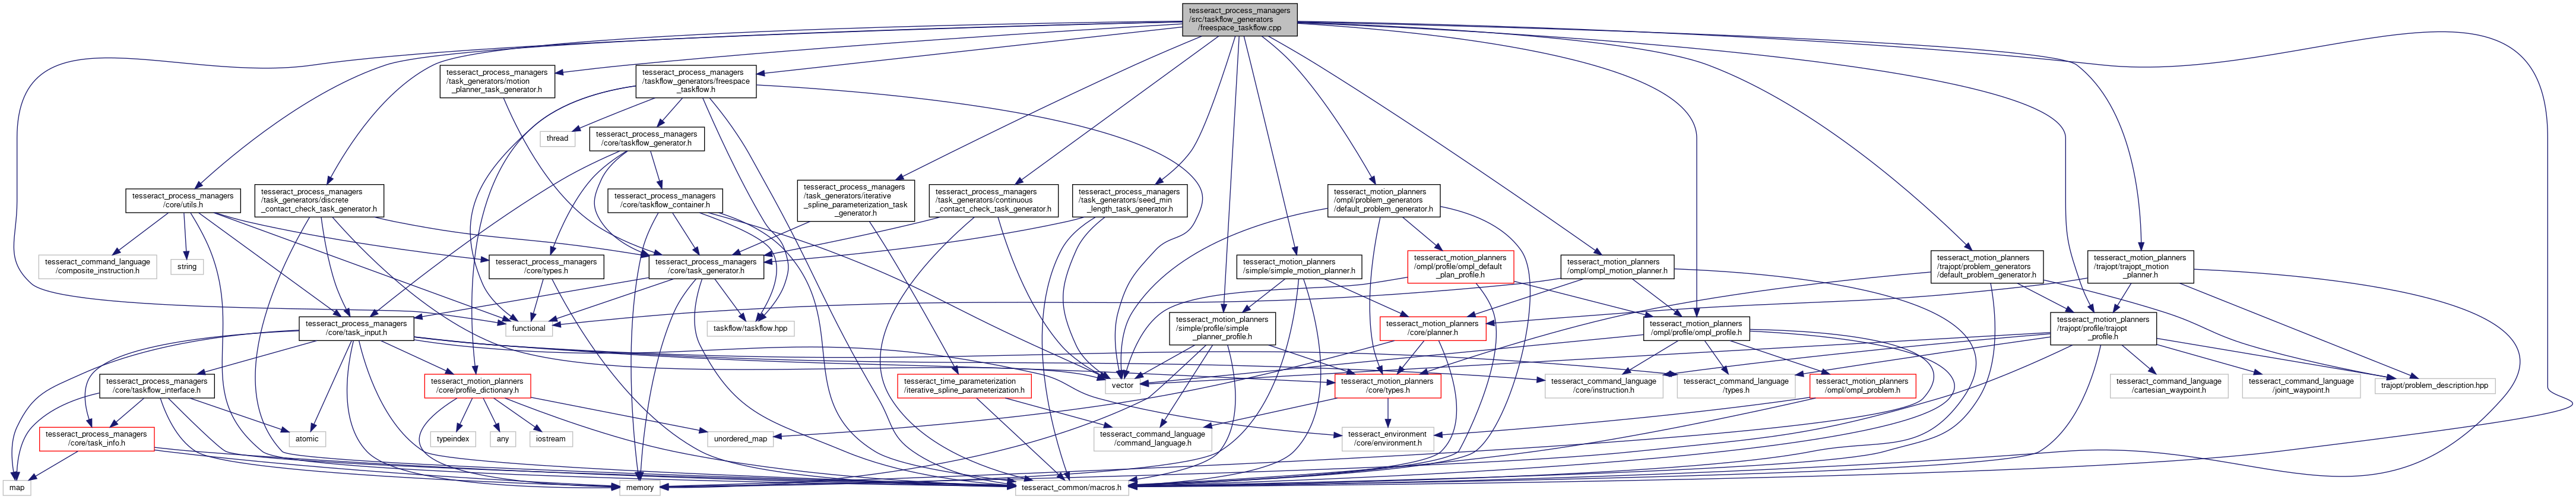 tesseract_process_managers
/src/taskflow_generators
/freespace_taskflow.cpp
tesseract_process_managers
/task_generators/motion
_planner_task_generator.h
tesseract_process_managers
/taskflow_generators/freespace
_taskflow.h
thread
tesseract_process_managers
/core/taskflow_generator.h
tesseract_process_managers
/core/utils.h
tesseract_process_managers
/task_generators/discrete
_contact_check_task_generator.h
tesseract_process_managers
/core/taskflow_container.h
tesseract_process_managers
/task_generators/iterative
_spline_parameterization_task
_generator.h
tesseract_process_managers
/task_generators/continuous
_contact_check_task_generator.h
tesseract_process_managers
/task_generators/seed_min
_length_task_generator.h
tesseract_motion_planners
/ompl/problem_generators
/default_problem_generator.h
tesseract_command_language
/composite_instruction.h
string
tesseract_process_managers
/core/types.h
tesseract_process_managers
/core/task_generator.h
tesseract_motion_planners
/simple/simple_motion_planner.h
tesseract_motion_planners
/ompl/profile/ompl_default
_plan_profile.h
tesseract_motion_planners
/ompl/ompl_motion_planner.h
tesseract_motion_planners
/trajopt/problem_generators
/default_problem_generator.h
tesseract_motion_planners
/trajopt/trajopt_motion
_planner.h
tesseract_process_managers
/core/task_input.h
functional
taskflow/taskflow.hpp
tesseract_motion_planners
/simple/profile/simple
_planner_profile.h
tesseract_motion_planners
/core/planner.h
tesseract_motion_planners
/ompl/profile/ompl_profile.h
tesseract_motion_planners
/trajopt/profile/trajopt
_profile.h
tesseract_process_managers
/core/taskflow_interface.h
tesseract_motion_planners
/core/profile_dictionary.h
tesseract_time_parameterization
/iterative_spline_parameterization.h
vector
tesseract_motion_planners
/core/types.h
tesseract_command_language
/core/instruction.h
tesseract_command_language
/types.h
tesseract_motion_planners
/ompl/ompl_problem.h
tesseract_command_language
/cartesian_waypoint.h
tesseract_command_language
/joint_waypoint.h
trajopt/problem_description.hpp
tesseract_process_managers
/core/task_info.h
atomic
typeindex
any
iostream
unordered_map
tesseract_command_language
/command_language.h
tesseract_environment
/core/environment.h
map
memory
tesseract_common/macros.h